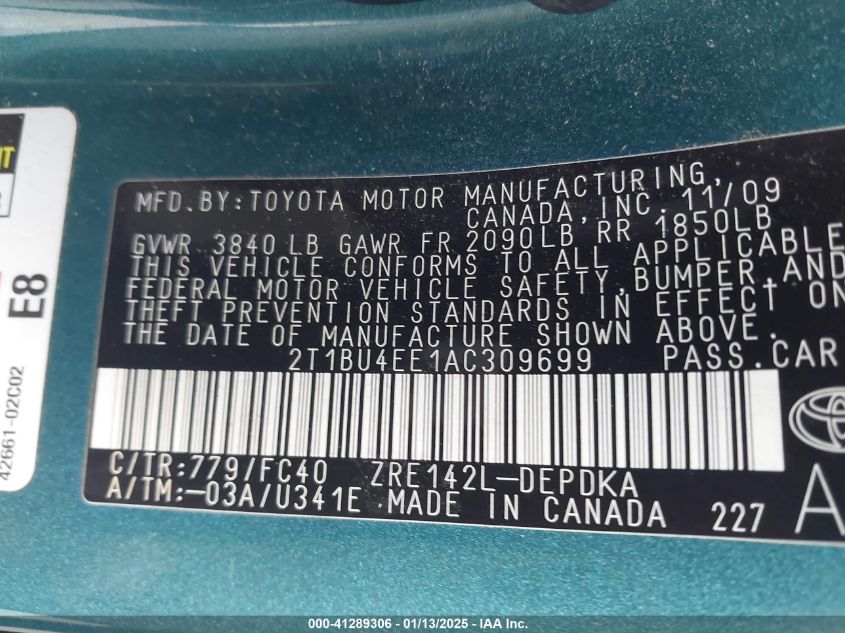 MFD.BY:TOYOTA MOTOR MANUFACTURING,
CANADA, INC. 11/09
GVWR 3840 LB GAWR FR 2090LB RR 1850LB
THIS VEHICLE CONFORMS TO ALL APPLICABLE
FEDERAL MOTOR VEHICLE SAFETY, BUMPER, AND
THEFT PREVENTION STANDARDS IN EFFECT ON
THE DATE OF MANUFACTURE SHOWN ABOVE.
2T1BU4EE1AC309699 PASS.CAR
C/TR:779/FC40 ZRE142L-DEPDKA
A/TM:-03A/U341E MADE IN CANADA 227 A
E8
42661-02C02
000-41289306 - 01/13/2025 - IAA, Inc.